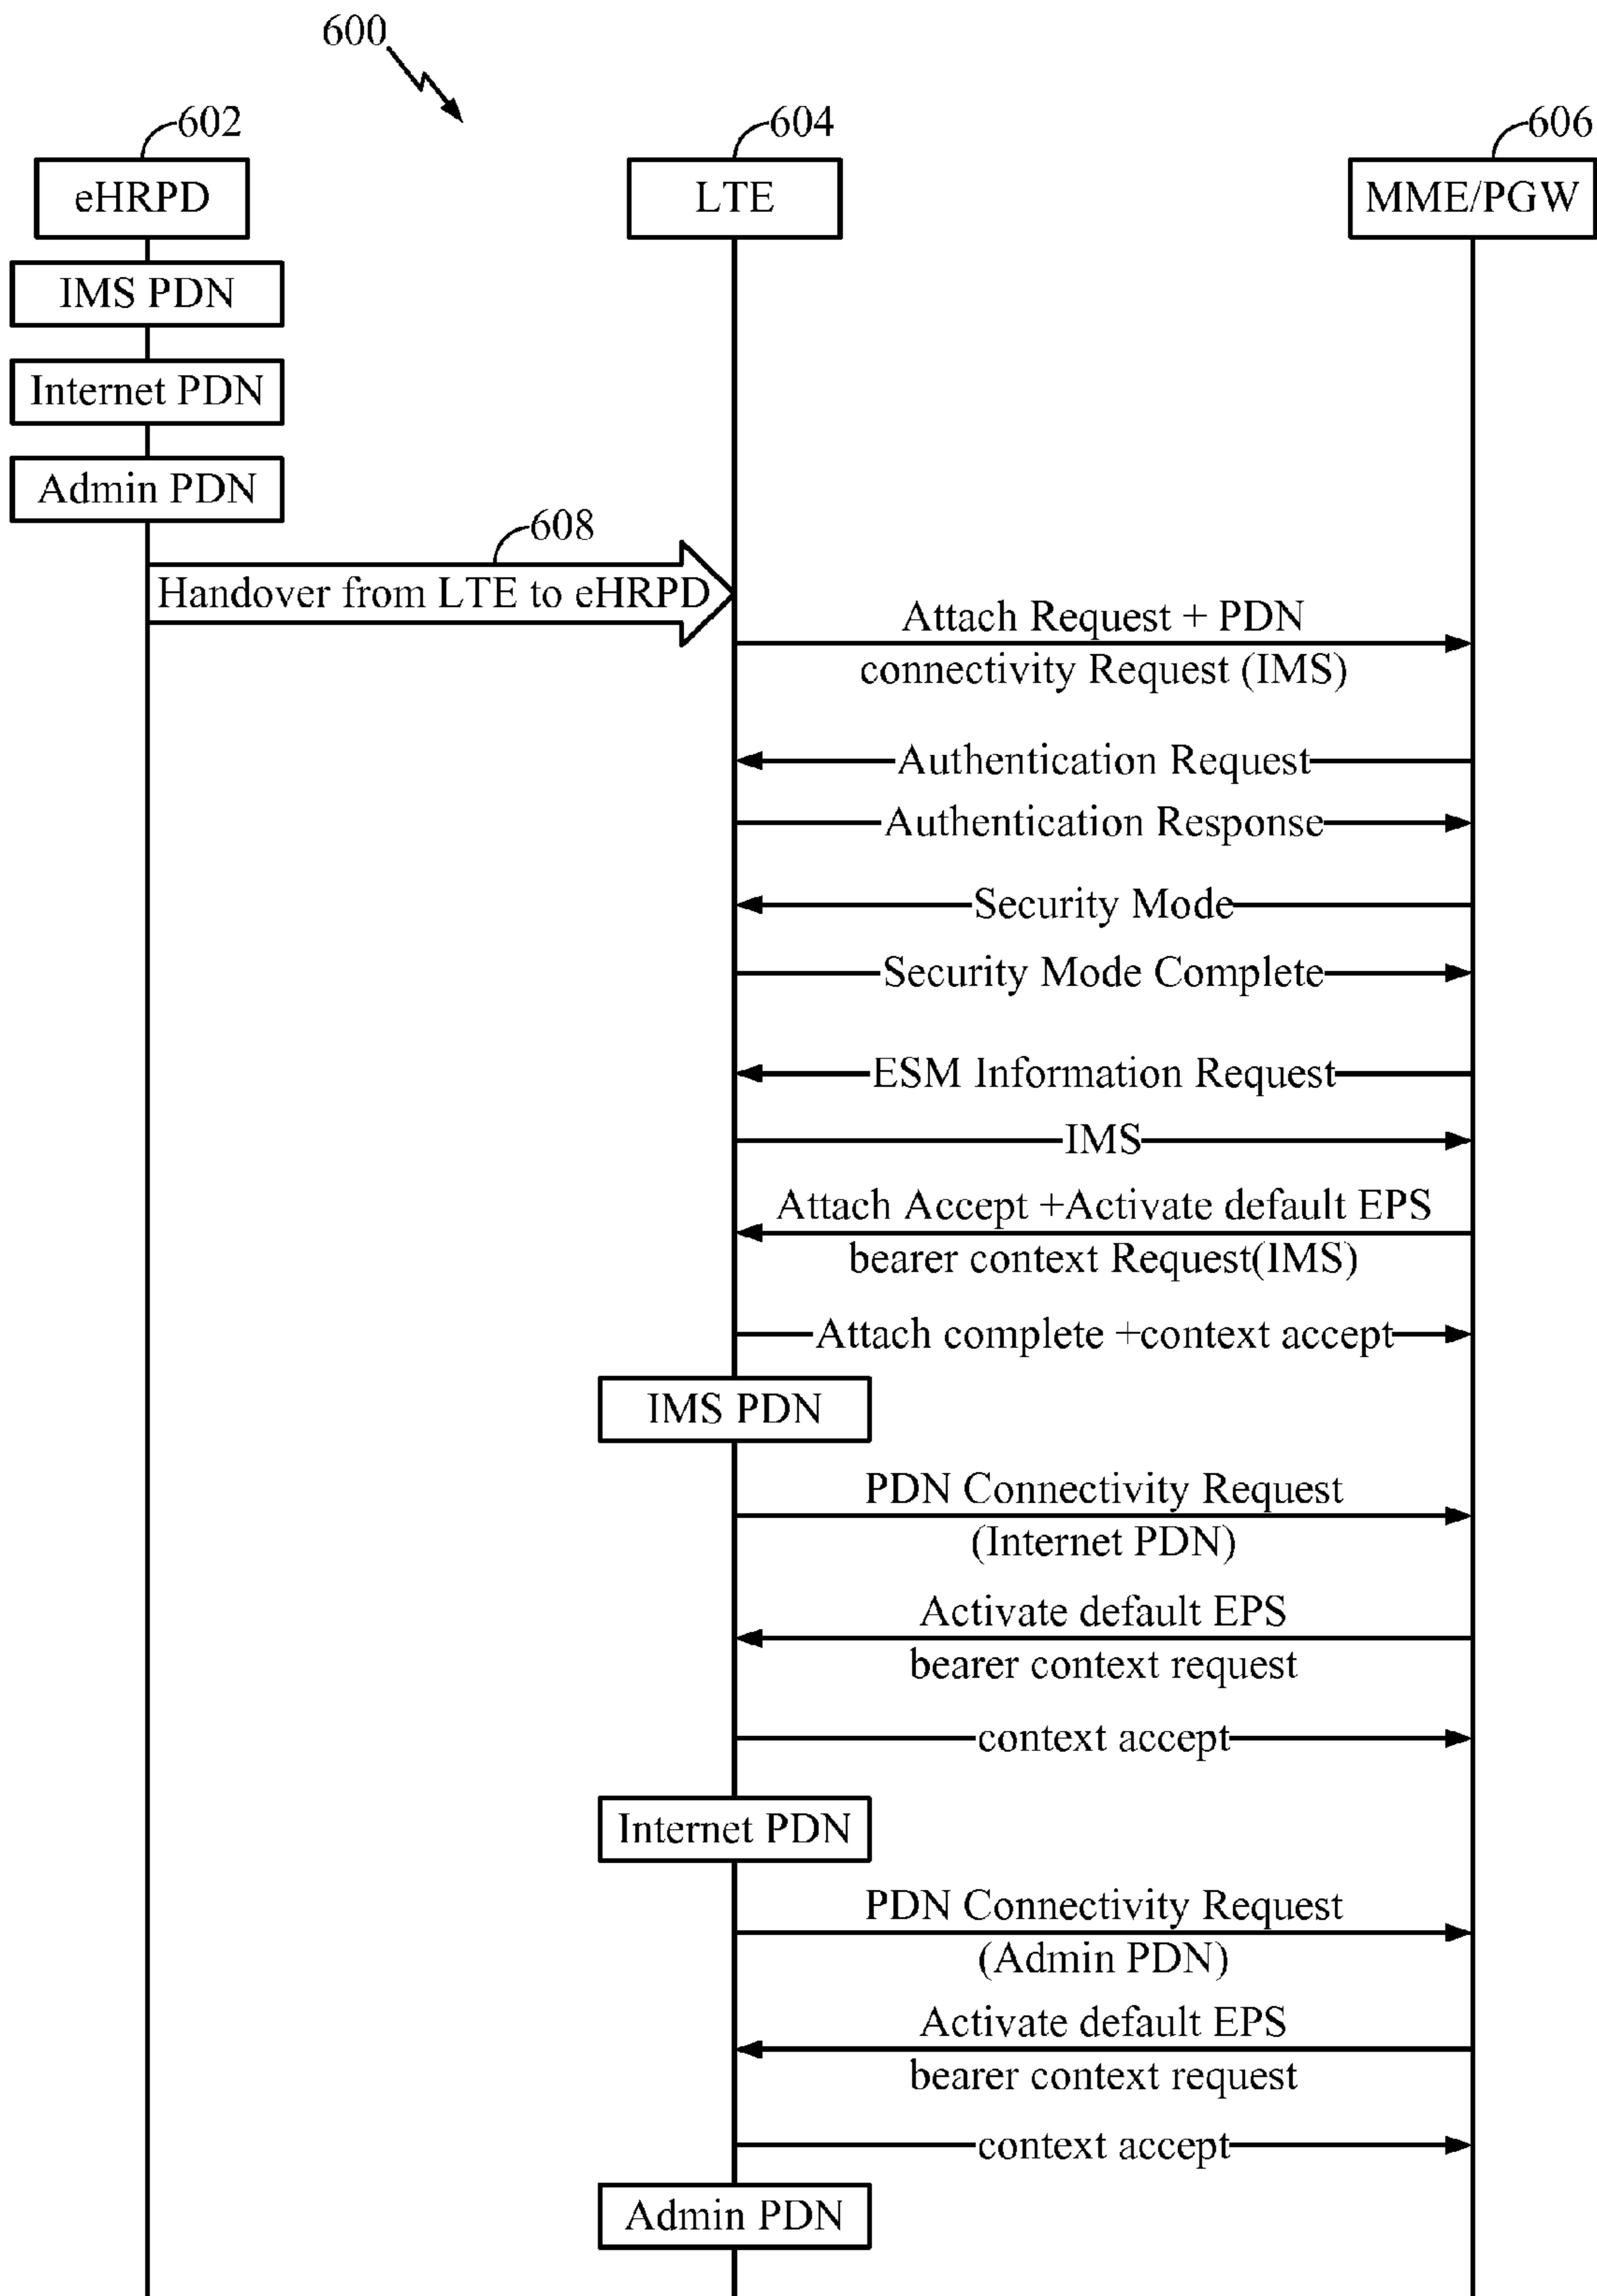 600
602
604
606
eHRPD
LTE
MME/PGW
IMS PDN
Internet PDN
Admin PDN
608
Handover from LTE to eHRPD
Attach Request + PDN
connectivity Request (IMS)
Authentication Request
Authentication Response
Security Mode
Security Mode Complete
ESM Information Request
IMS
Attach Accept +Activate default EPS
bearer context Request(IMS)
Attach complete +context accept
IMS PDN
PDN Connectivity Request
(Internet PDN)
Activate default EPS
bearer context request
context accept
Internet PDN
PDN Connectivity Request
(Admin PDN)
Activate default EPS
bearer context request
context accept
Admin PDN